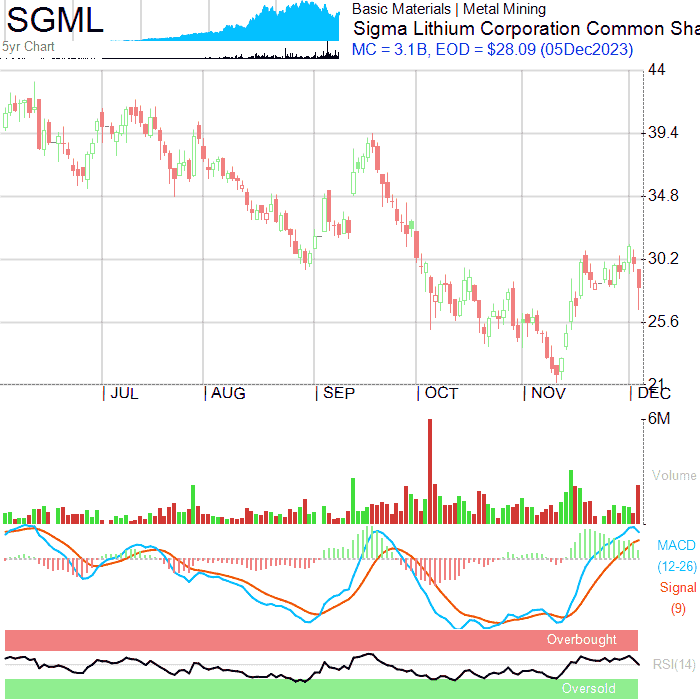 SGML
5yr Chart
Basic Materials | Metal Mining
Sigma Lithium Corporation Common Sha
MC = 3.1B, EOD = $28.09 (05Dec2023)
44
39.4
34.8
30.2
25.6
21
JUL AUG SEP OCT NOV DEC
6M
Volume
MACD
(12-26)
Signal
(9)
Overbought
RSI(14)
Oversold